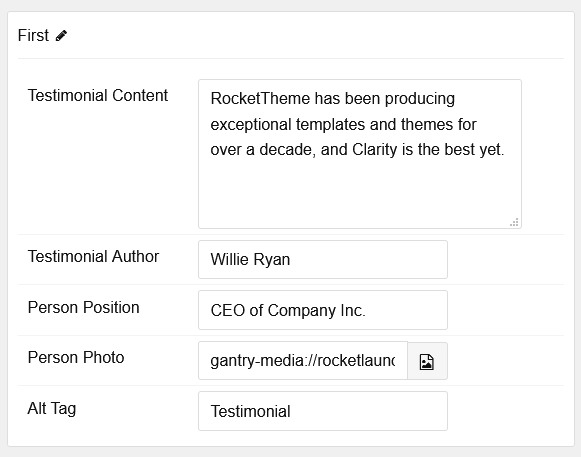 First
Testimonial Content
RocketTheme has been producing
exceptional templates and themes for
over a decade, and Clarity is the best yet.
Testimonial Author
Willie Ryan
Person Position
CEO of Company Inc.
Person Photo
gantry-media://rocketlaunc
Alt Tag
Testimonial